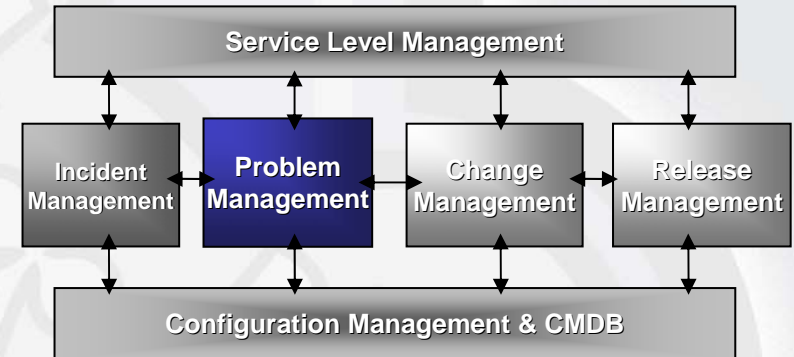 Service Level Management
Incident
Management
Problem
Management
Change
Management
Release
Management
Configuration Management & CMDB